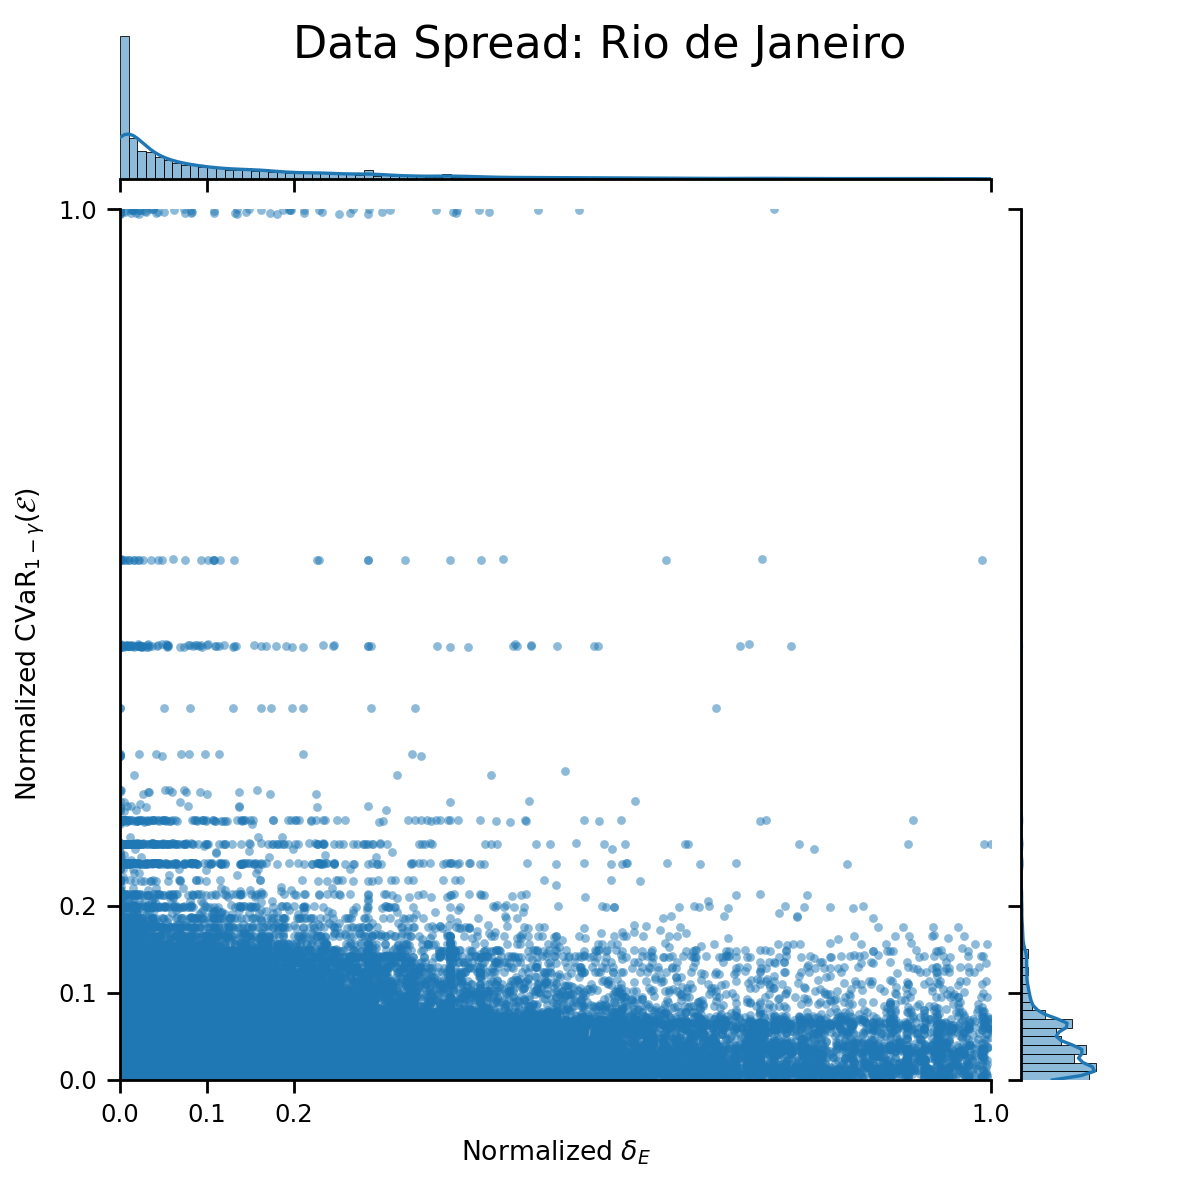 Data Spread: Rio de Janeiro
1.0
0.2
0.1
0.0
Normalized CVaR₁₋γ(ℰ)
0.0 0.1 0.2 1.0
Normalized δ_E